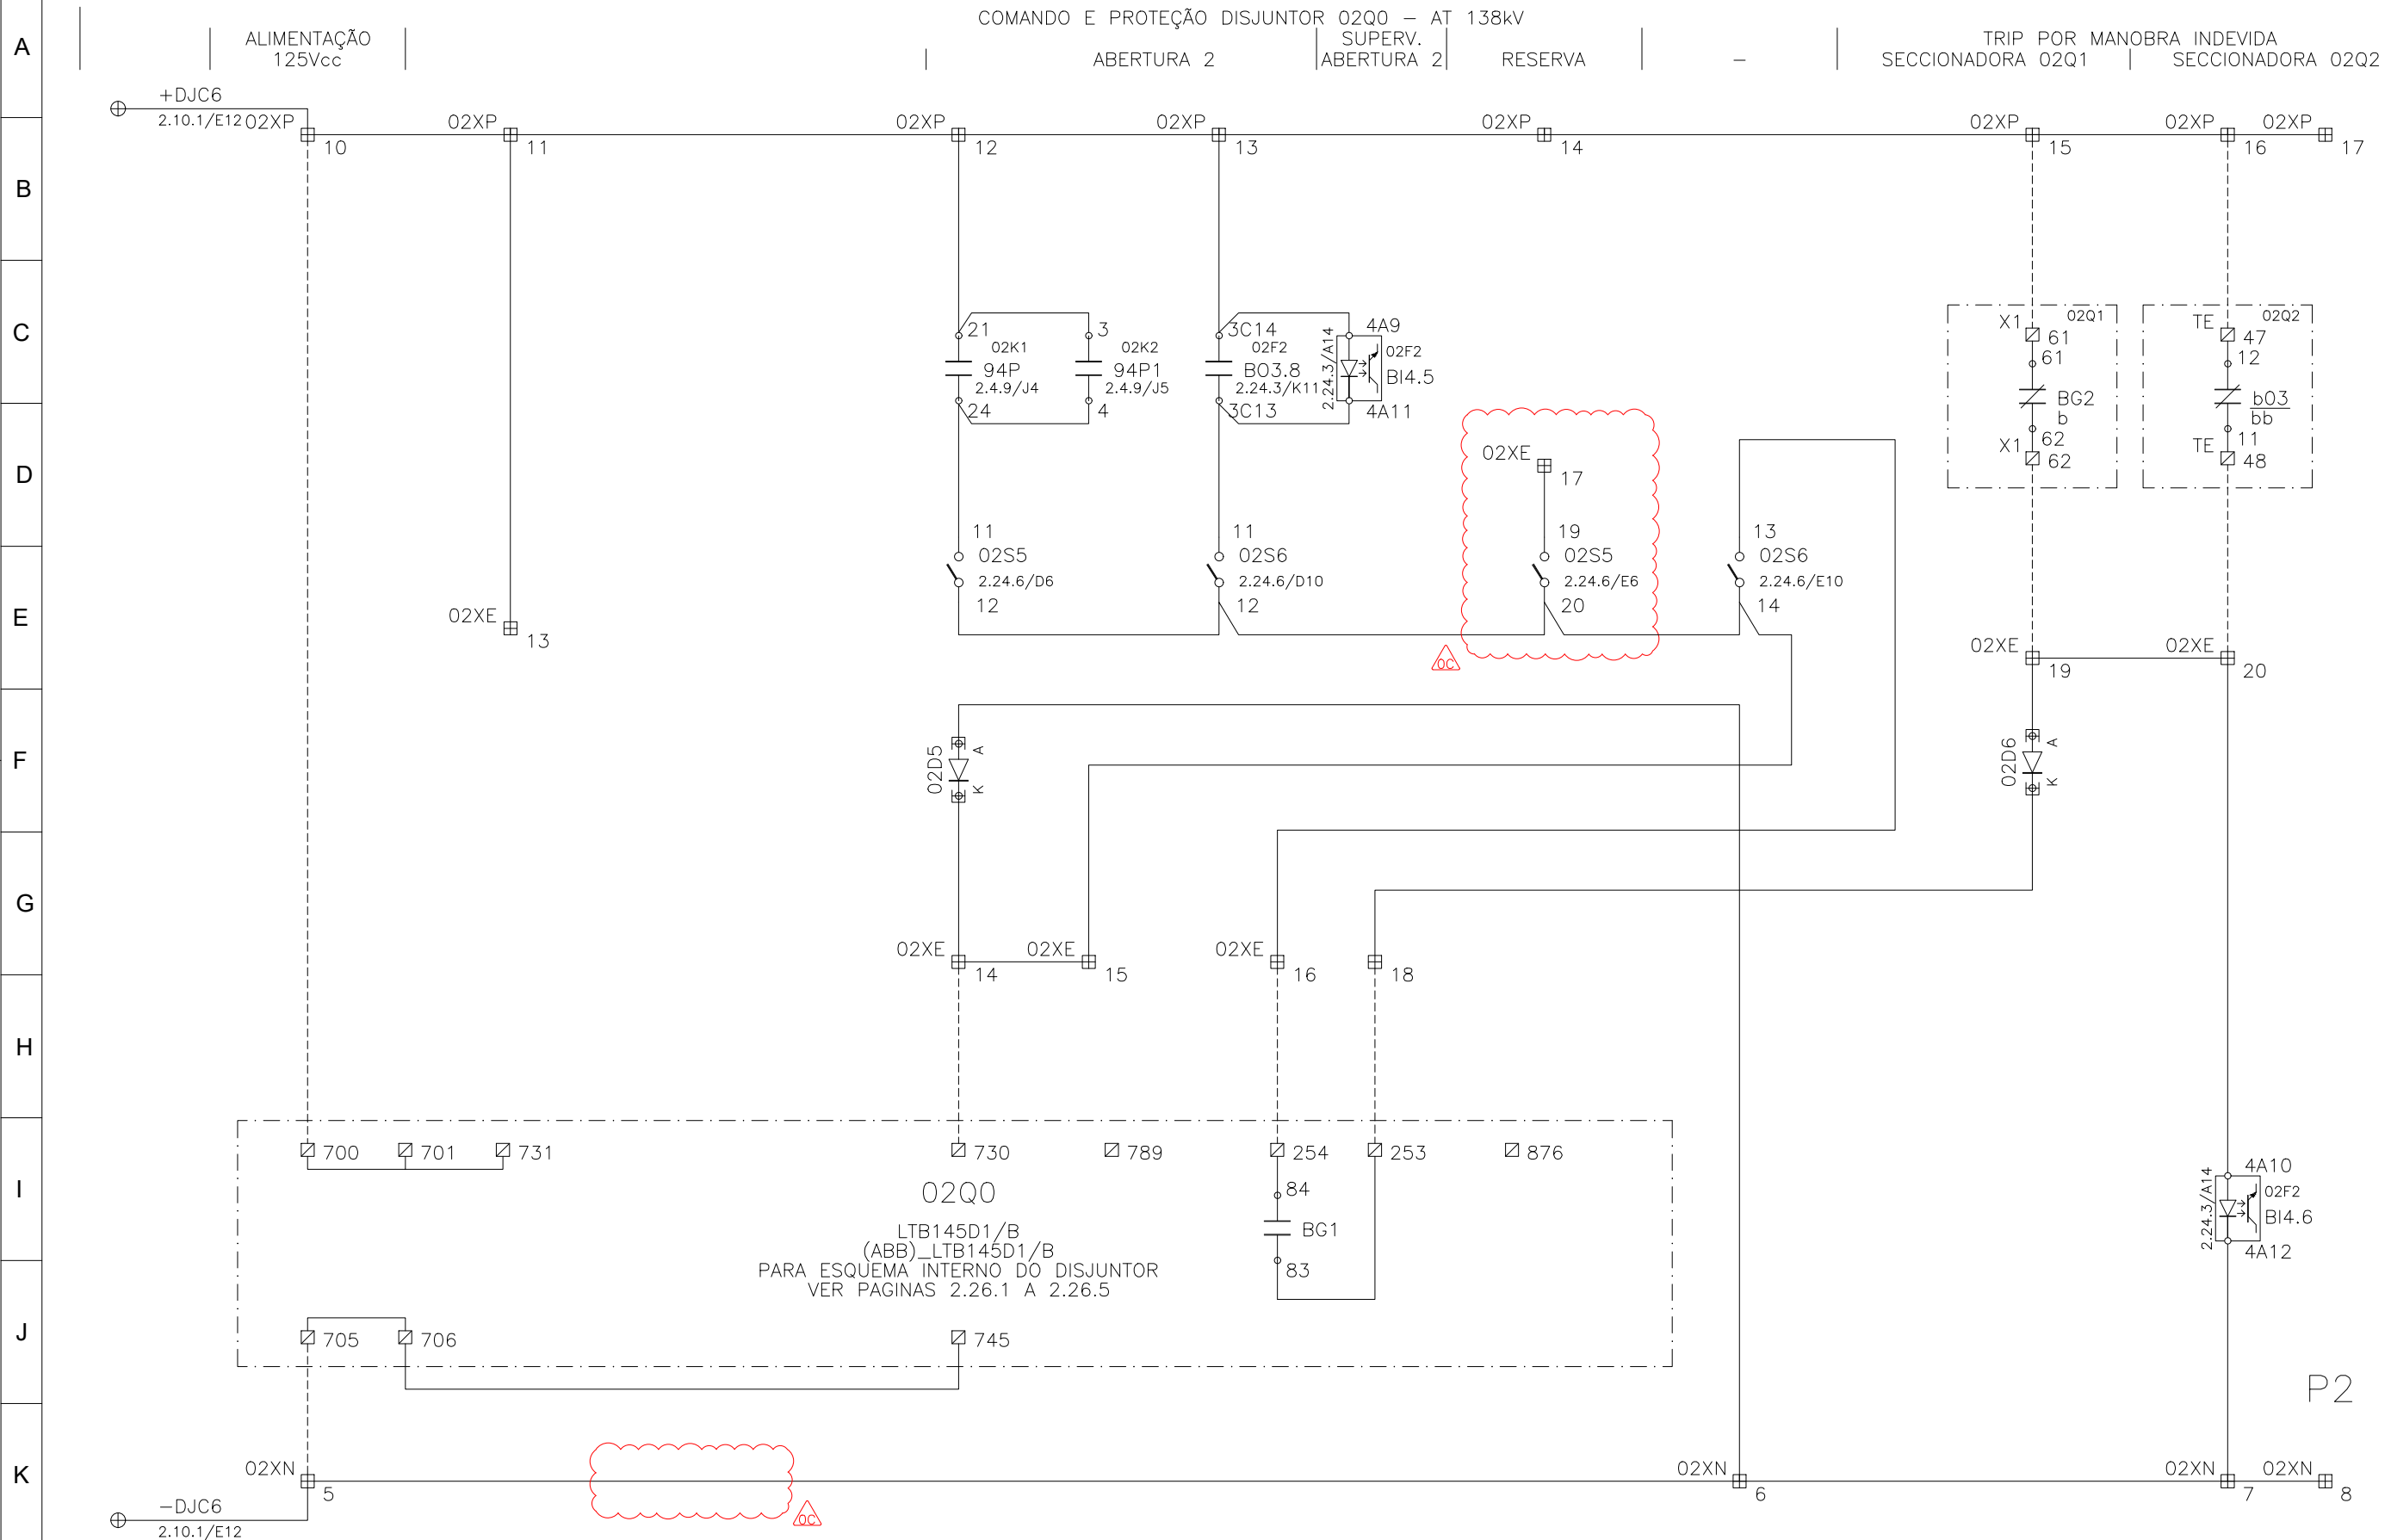 COMANDO E PROTEÇÃO DISJUNTOR 02Q0 – AT 138kV
A
ALIMENTAÇÃO
125Vcc
ABERTURA 2
SUPERV.
ABERTURA 2
RESERVA
–
TRIP POR MANOBRA INDEVIDA
SECCIONADORA 02Q1
SECCIONADORA 02Q2
+DJC6
2.10.1/E12
02XP
10
02XP
11
02XP
12
02XP
13
02XP
14
02XP
15
02XP
16
02XP
17
B
C
21
02K1
94P
2.4.9/J4
24
3
02K2
94P1
2.4.9/J5
4
3C14
02F2
BO3.8
2.24.3/K11
3C13
2.24.3/A14
4A9
02F2
BI4.5
4A11
02Q1
X1
61
61
BG2
b
62
X1
62
02Q2
TE
47
12
b03
bb
11
TE
48
D
02XE
17
11
02S5
2.24.6/D6
12
11
02S6
2.24.6/D10
12
19
02S5
2.24.6/E6
20
13
02S6
2.24.6/E10
14
E
02XE
13
0C
02XE
19
02XE
20
F
02D5
A
K
02D6
A
K
G
02XE
14
02XE
15
02XE
16
18
H
I
700
701
731
730
789
254
253
876
02Q0
LTB145D1/B
(ABB)_LTB145D1/B
PARA ESQUEMA INTERNO DO DISJUNTOR
VER PAGINAS 2.26.1 A 2.26.5
84
BG1
83
2.24.3/A14
4A10
02F2
BI4.6
4A12
J
705
706
745
P2
K
02XN
5
02XN
6
02XN
7
02XN
8
0C
–DJC6
2.10.1/E12